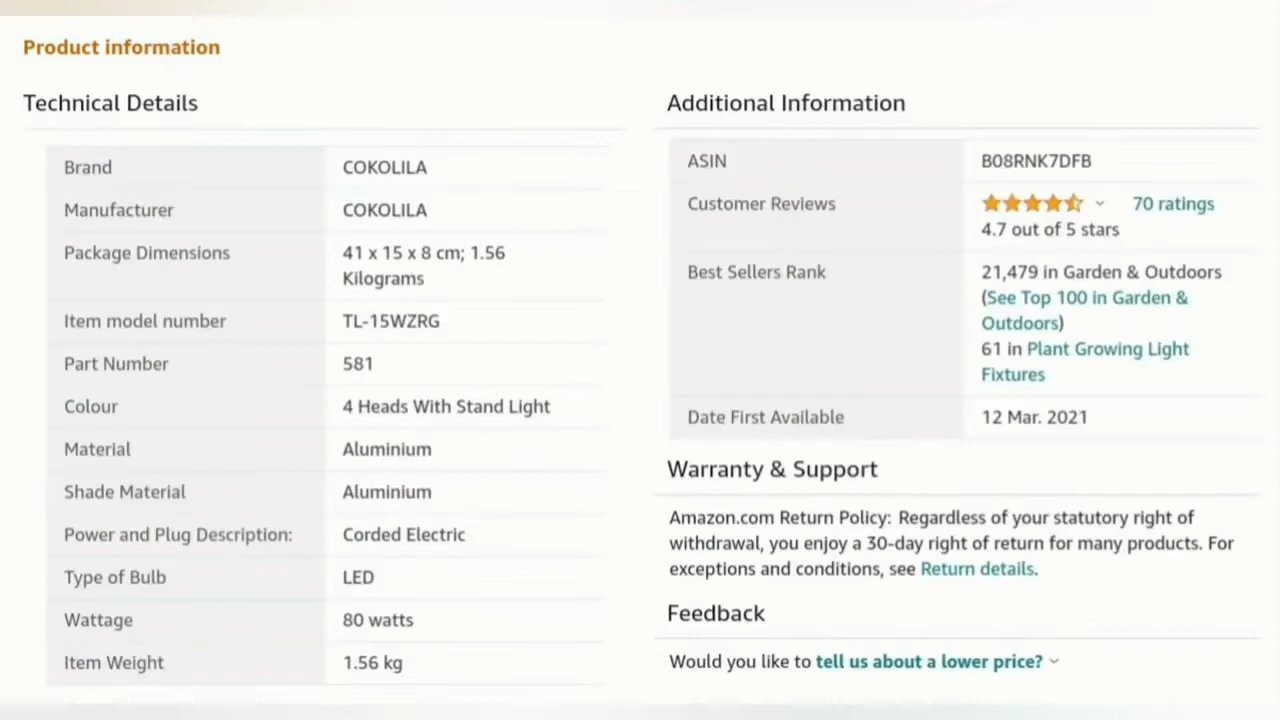 Product information
Technical Details
Brand COKOLILA
Manufacturer COKOLILA
Package Dimensions 41 x 15 x 8 cm; 1.56
Kilograms
Item model number TL-15WZRG
Part Number 581
Colour 4 Heads With Stand Light
Material Aluminium
Shade Material Aluminium
Power and Plug Description: Corded Electric
Type of Bulb LED
Wattage 80 watts
Item Weight 1.56 kg
Additional Information
ASIN B08RNK7DFB
Customer Reviews 70 ratings
4.7 out of 5 stars
Best Sellers Rank 21,479 in Garden & Outdoors
(See Top 100 in Garden &
Outdoors)
61 in Plant Growing Light
Fixtures
Date First Available 12 Mar. 2021
Warranty & Support
Amazon.com Return Policy: Regardless of your statutory right of
withdrawal, you enjoy a 30-day right of return for many products. For
exceptions and conditions, see Return details.
Feedback
Would you like to tell us about a lower price?